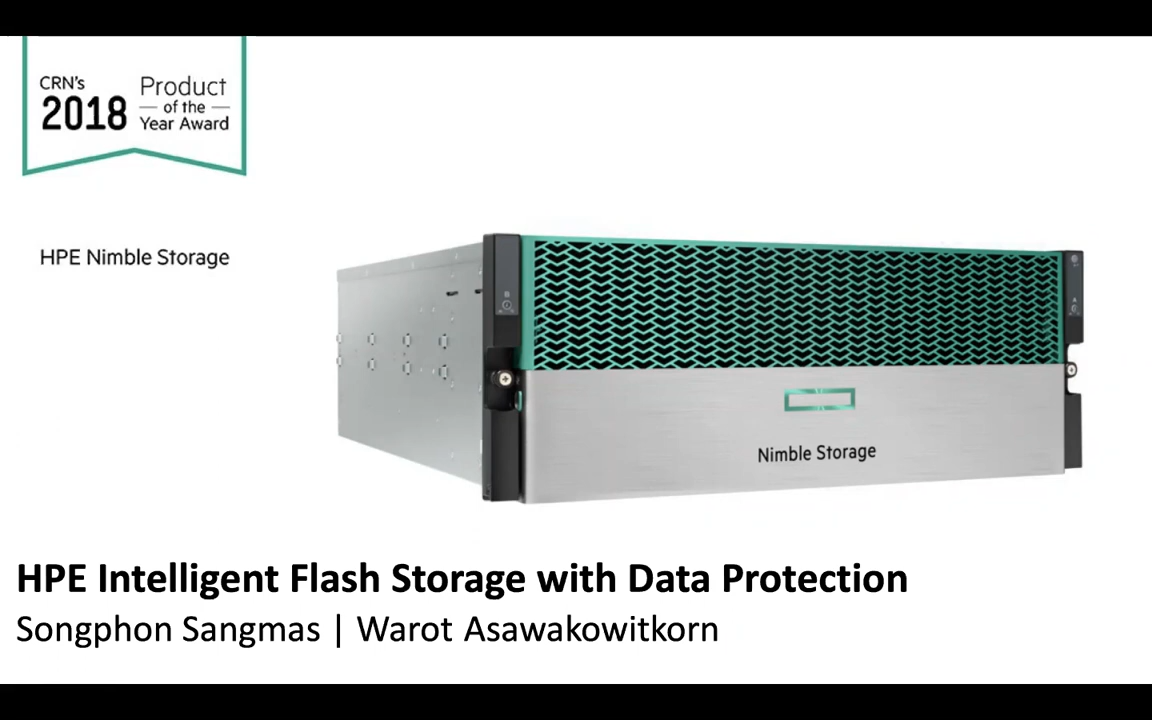 CRN's
2018
Product
of the
Year Award
HPE Nimble Storage
Nimble Storage
HPE Intelligent Flash Storage with Data Protection
Songphon Sangmas | Warot Asawakowitkorn